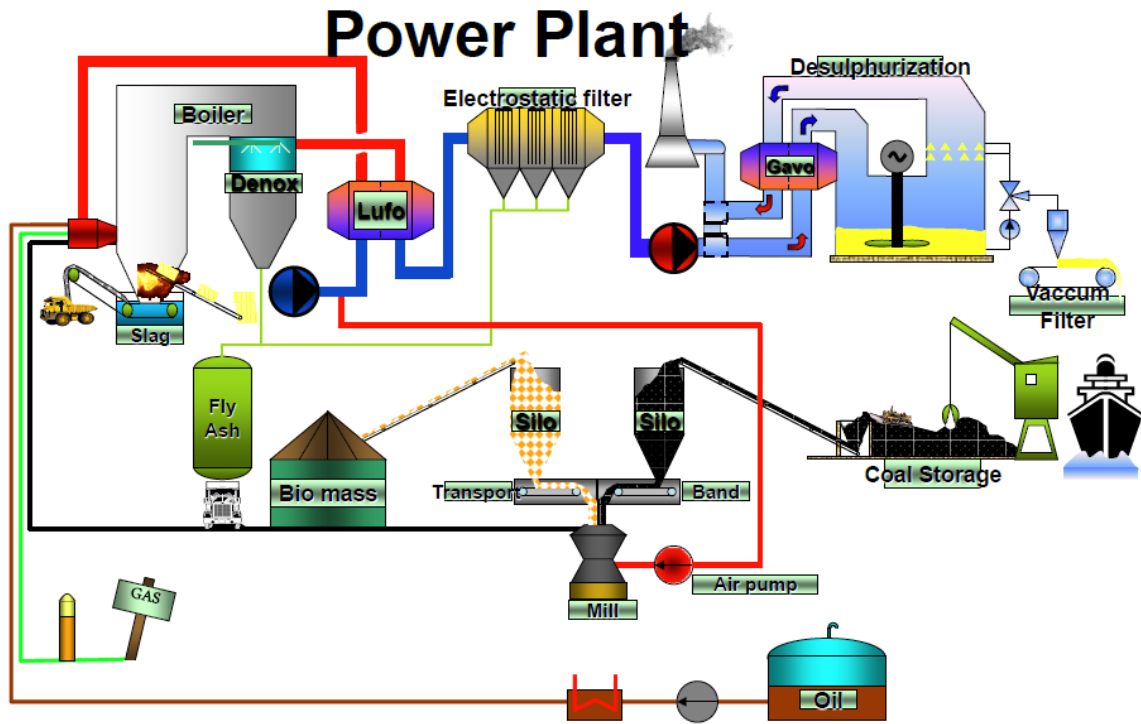 Power Plant
Desulphurization
Electrostatic filter
Boiler
Denox
Gavo
Lufo
Slag
Vaccum
Filter
Fly
Ash
Silo
Silo
Bio mass
Transport
Band
Coal Storage
Air pump
Mill
GAS
Oil